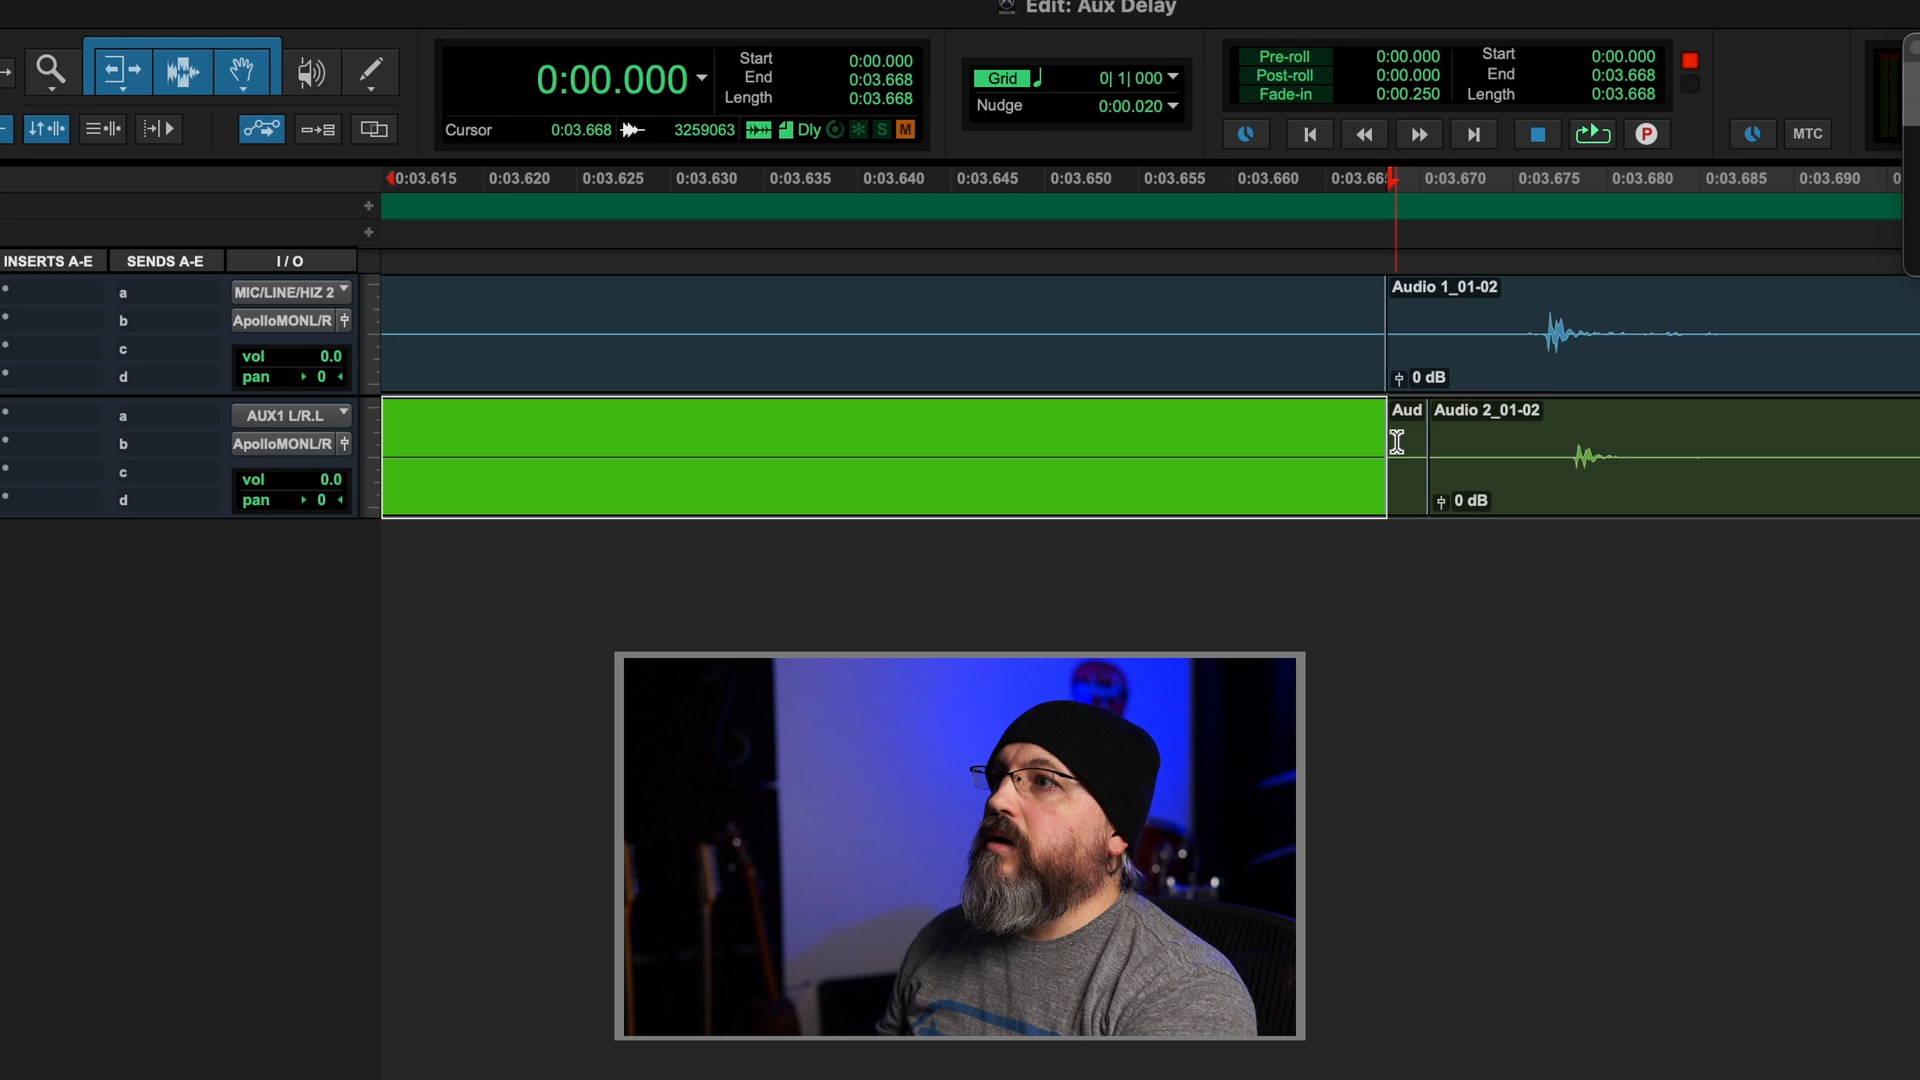 Edit: Aux Delay
0:00.000
Start 0:00.000
End 0:03.668
Length 0:03.668
Cursor 0:03.668 3259063 Dly S M
Grid 0| 1| 000
Nudge 0:00.020
Pre-roll 0:00.000
Post-roll 0:00.000
Fade-in 0:00.250
Start 0:00.000
End 0:03.668
Length 0:03.668
P
MTC
0:03.615 0:03.620 0:03.625 0:03.630 0:03.635 0:03.640 0:03.645 0:03.650 0:03.655 0:03.660 0:03.66 0:03.670 0:03.675 0:03.680 0:03.685 0:03.690 0
INSERTS A-E SENDS A-E I / O
a MIC/LINE/HIZ 2
b ApolloMONL/R
c
vol 0.0
d pan 0
Audio 1_01-02
0 dB
a AUX1 L/R.L
b ApolloMONL/R
c
vol 0.0
d pan 0
Aud Audio 2_01-02
0 dB